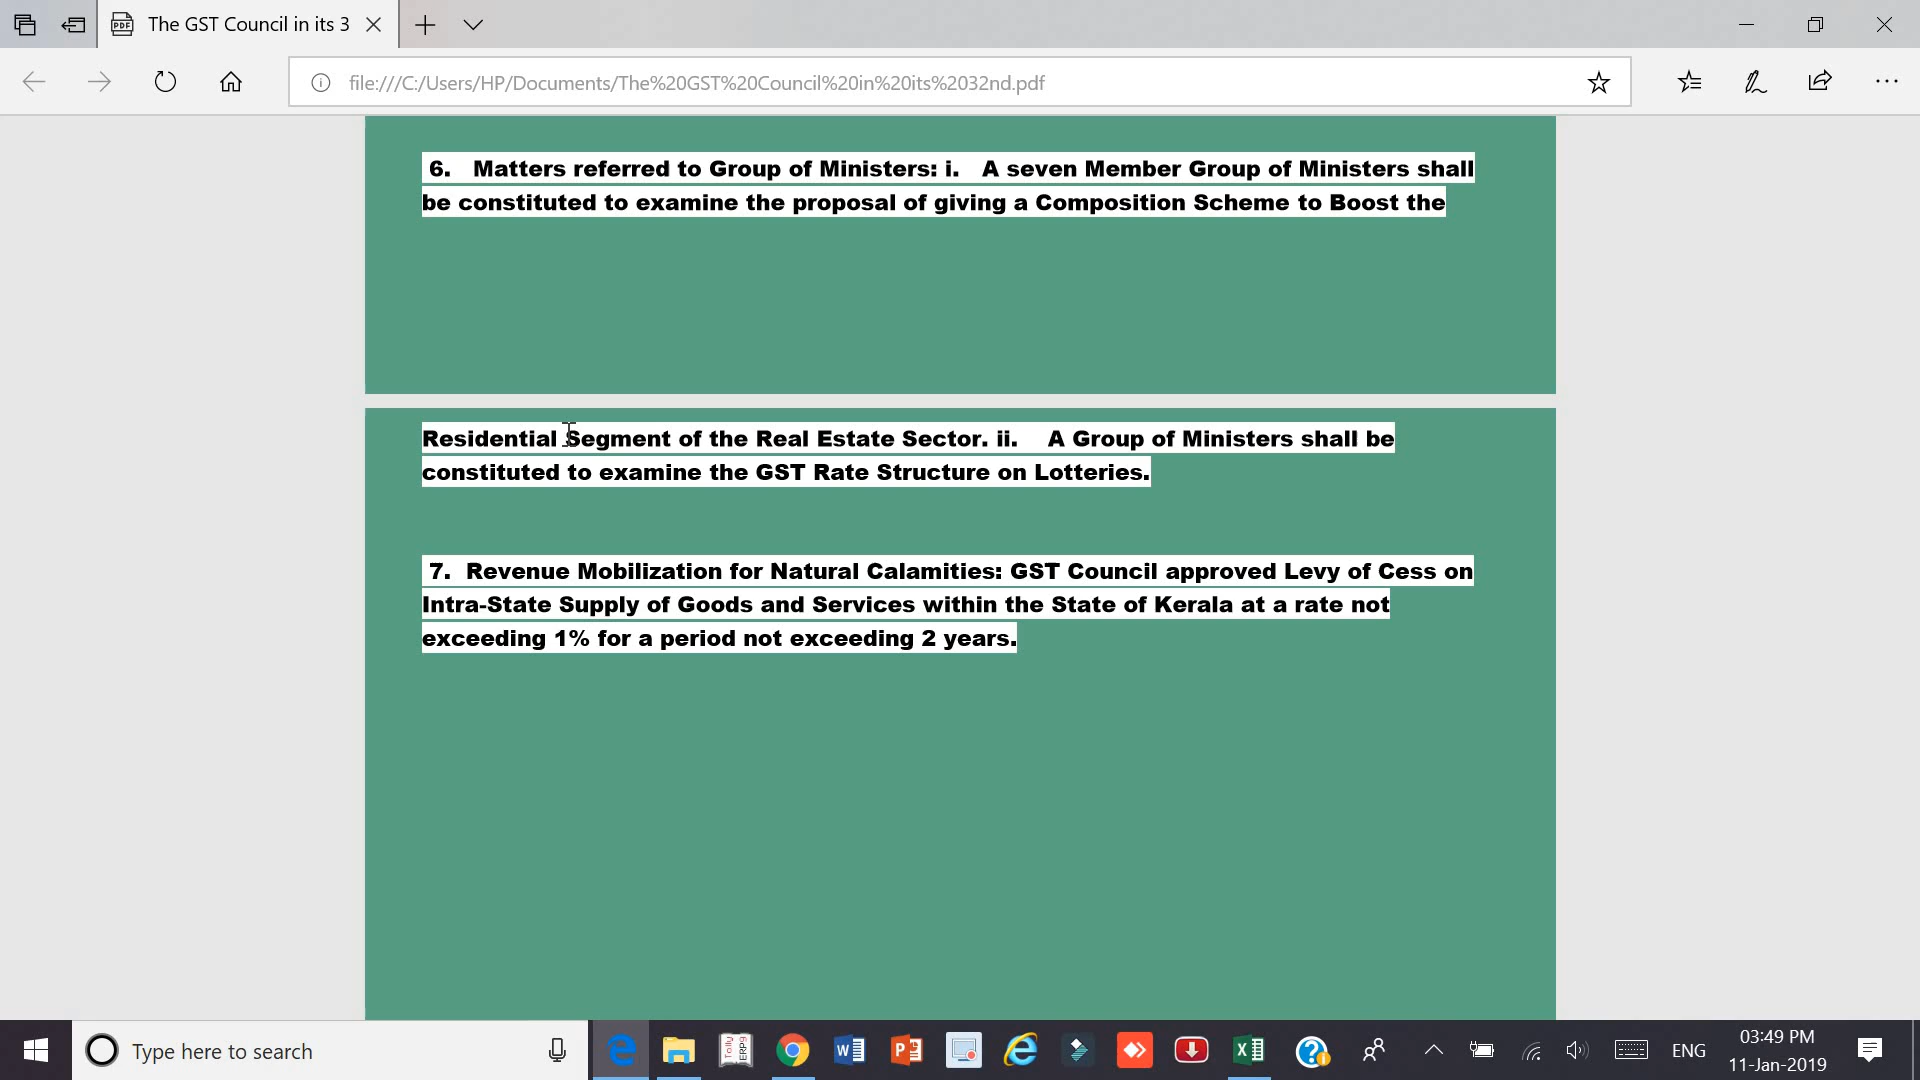 The GST Council in its 3
file:///C:/Users/HP/Documents/The%20GST%20Council%20in%20its%2032nd.pdf
6. Matters referred to Group of Ministers: i. A seven Member Group of Ministers shall
be constituted to examine the proposal of giving a Composition Scheme to Boost the
Residential Segment of the Real Estate Sector. ii. A Group of Ministers shall be
constituted to examine the GST Rate Structure on Lotteries.
7. Revenue Mobilization for Natural Calamities: GST Council approved Levy of Cess on
Intra-State Supply of Goods and Services within the State of Kerala at a rate not
exceeding 1% for a period not exceeding 2 years.
Type here to search
ENG
03:49 PM
11-Jan-2019